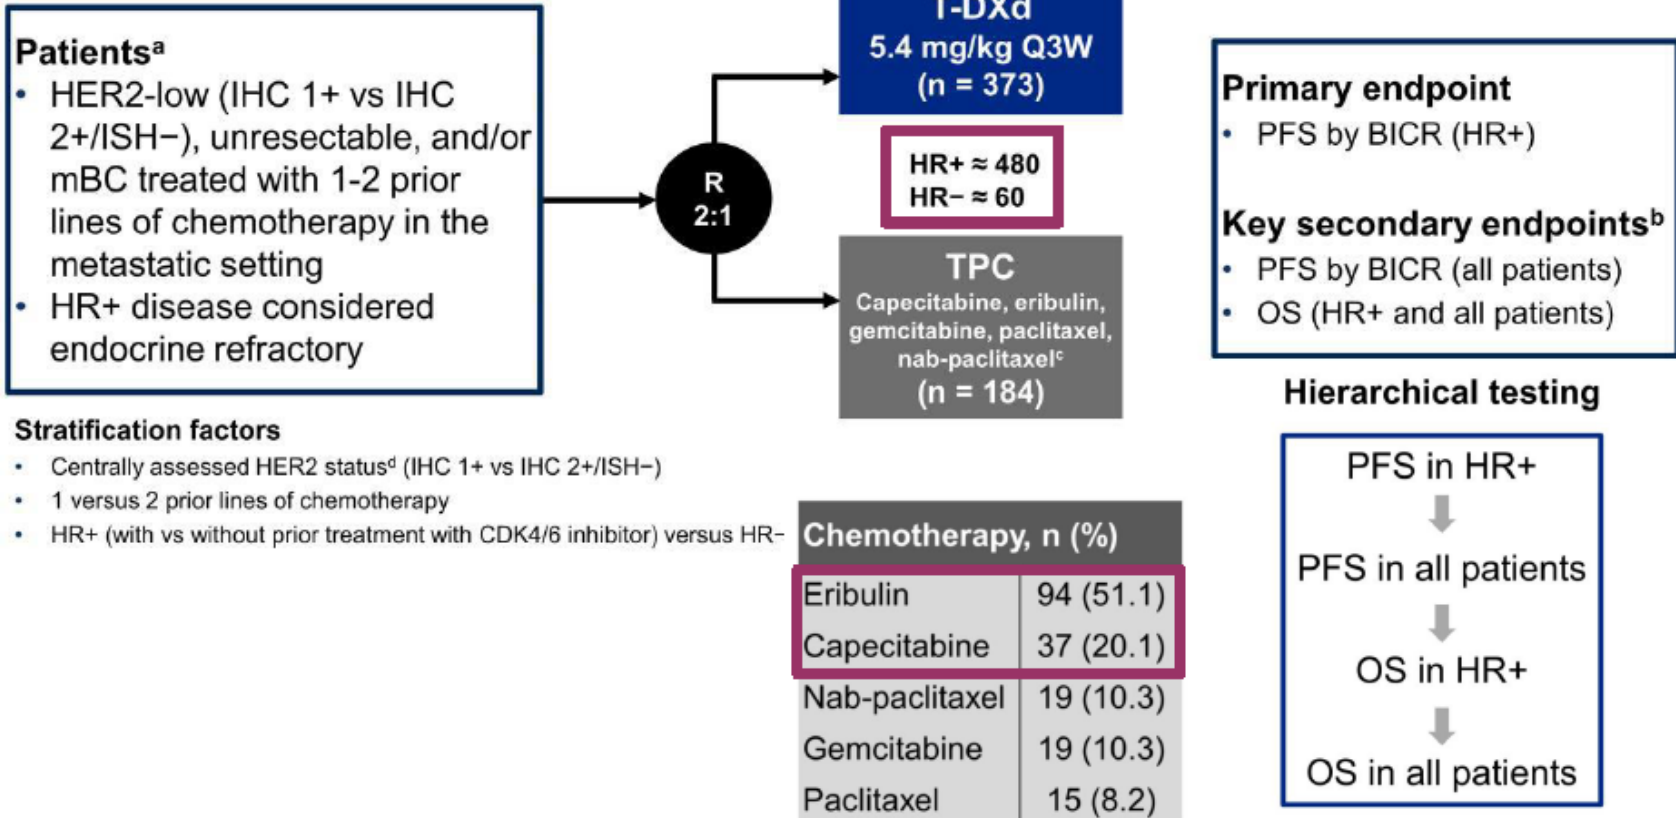 Patientsᵃ
• HER2-low (IHC 1+ vs IHC
2+/ISH−), unresectable, and/or
mBC treated with 1-2 prior
lines of chemotherapy in the
metastatic setting
• HR+ disease considered
endocrine refractory
Stratification factors
• Centrally assessed HER2 statusᵈ (IHC 1+ vs IHC 2+/ISH−)
• 1 versus 2 prior lines of chemotherapy
• HR+ (with vs without prior treatment with CDK4/6 inhibitor) versus HR−
R
2:1
T-DXd
5.4 mg/kg Q3W
(n = 373)
HR+ ≈ 480
HR− ≈ 60
TPC
Capecitabine, eribulin,
gemcitabine, paclitaxel,
nab-paclitaxelᶜ
(n = 184)
Chemotherapy, n (%)
Eribulin 94 (51.1)
Capecitabine 37 (20.1)
Nab-paclitaxel 19 (10.3)
Gemcitabine 19 (10.3)
Paclitaxel 15 (8.2)
Primary endpoint
• PFS by BICR (HR+)
Key secondary endpointsᵇ
• PFS by BICR (all patients)
• OS (HR+ and all patients)
Hierarchical testing
PFS in HR+
PFS in all patients
OS in HR+
OS in all patients